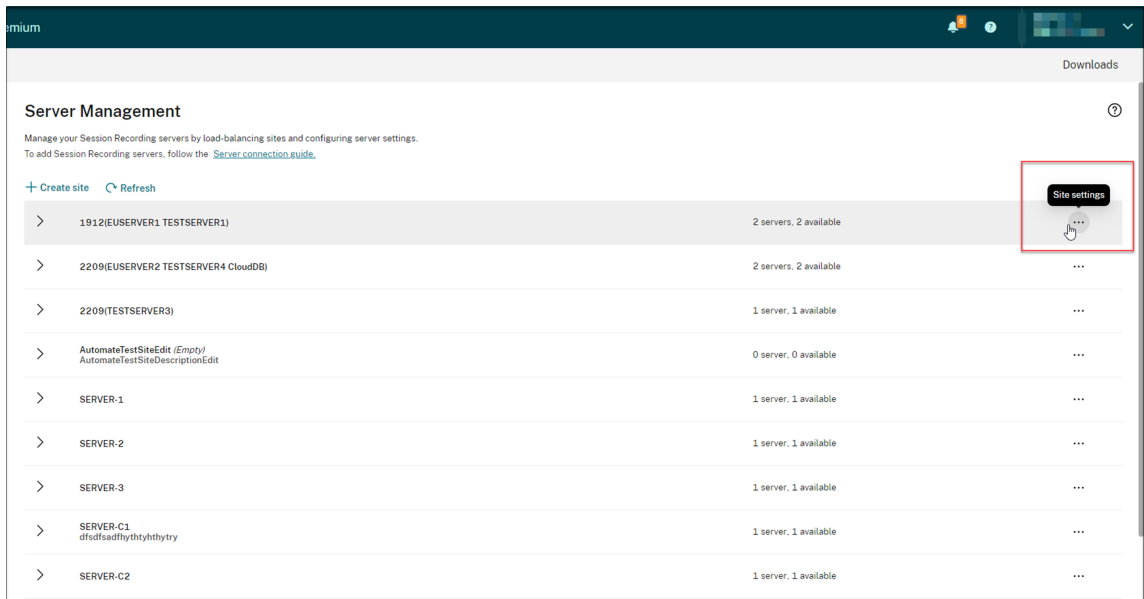 emium
8
Downloads
Server Management
Manage your Session Recording servers by load-balancing sites and configuring server settings.
To add Session Recording servers, follow the Server connection guide.
Create site Refresh
Site settings
1912(EUSERVER1 TESTSERVER1) 2 servers, 2 available
2209(EUSERVER2 TESTSERVER4 CloudDB) 2 servers, 2 available
2209(TESTSERVER3) 1 server, 1 available
AutomateTestSiteEdit (Empty) 0 server, 0 available
AutomateTestSiteDescriptionEdit
SERVER-1 1 server, 1 available
SERVER-2 1 server, 1 available
SERVER-3 1 server, 1 available
SERVER-C1 1 server, 1 available
dfsdfsadfhythtyhthytry
SERVER-C2 1 server, 1 available